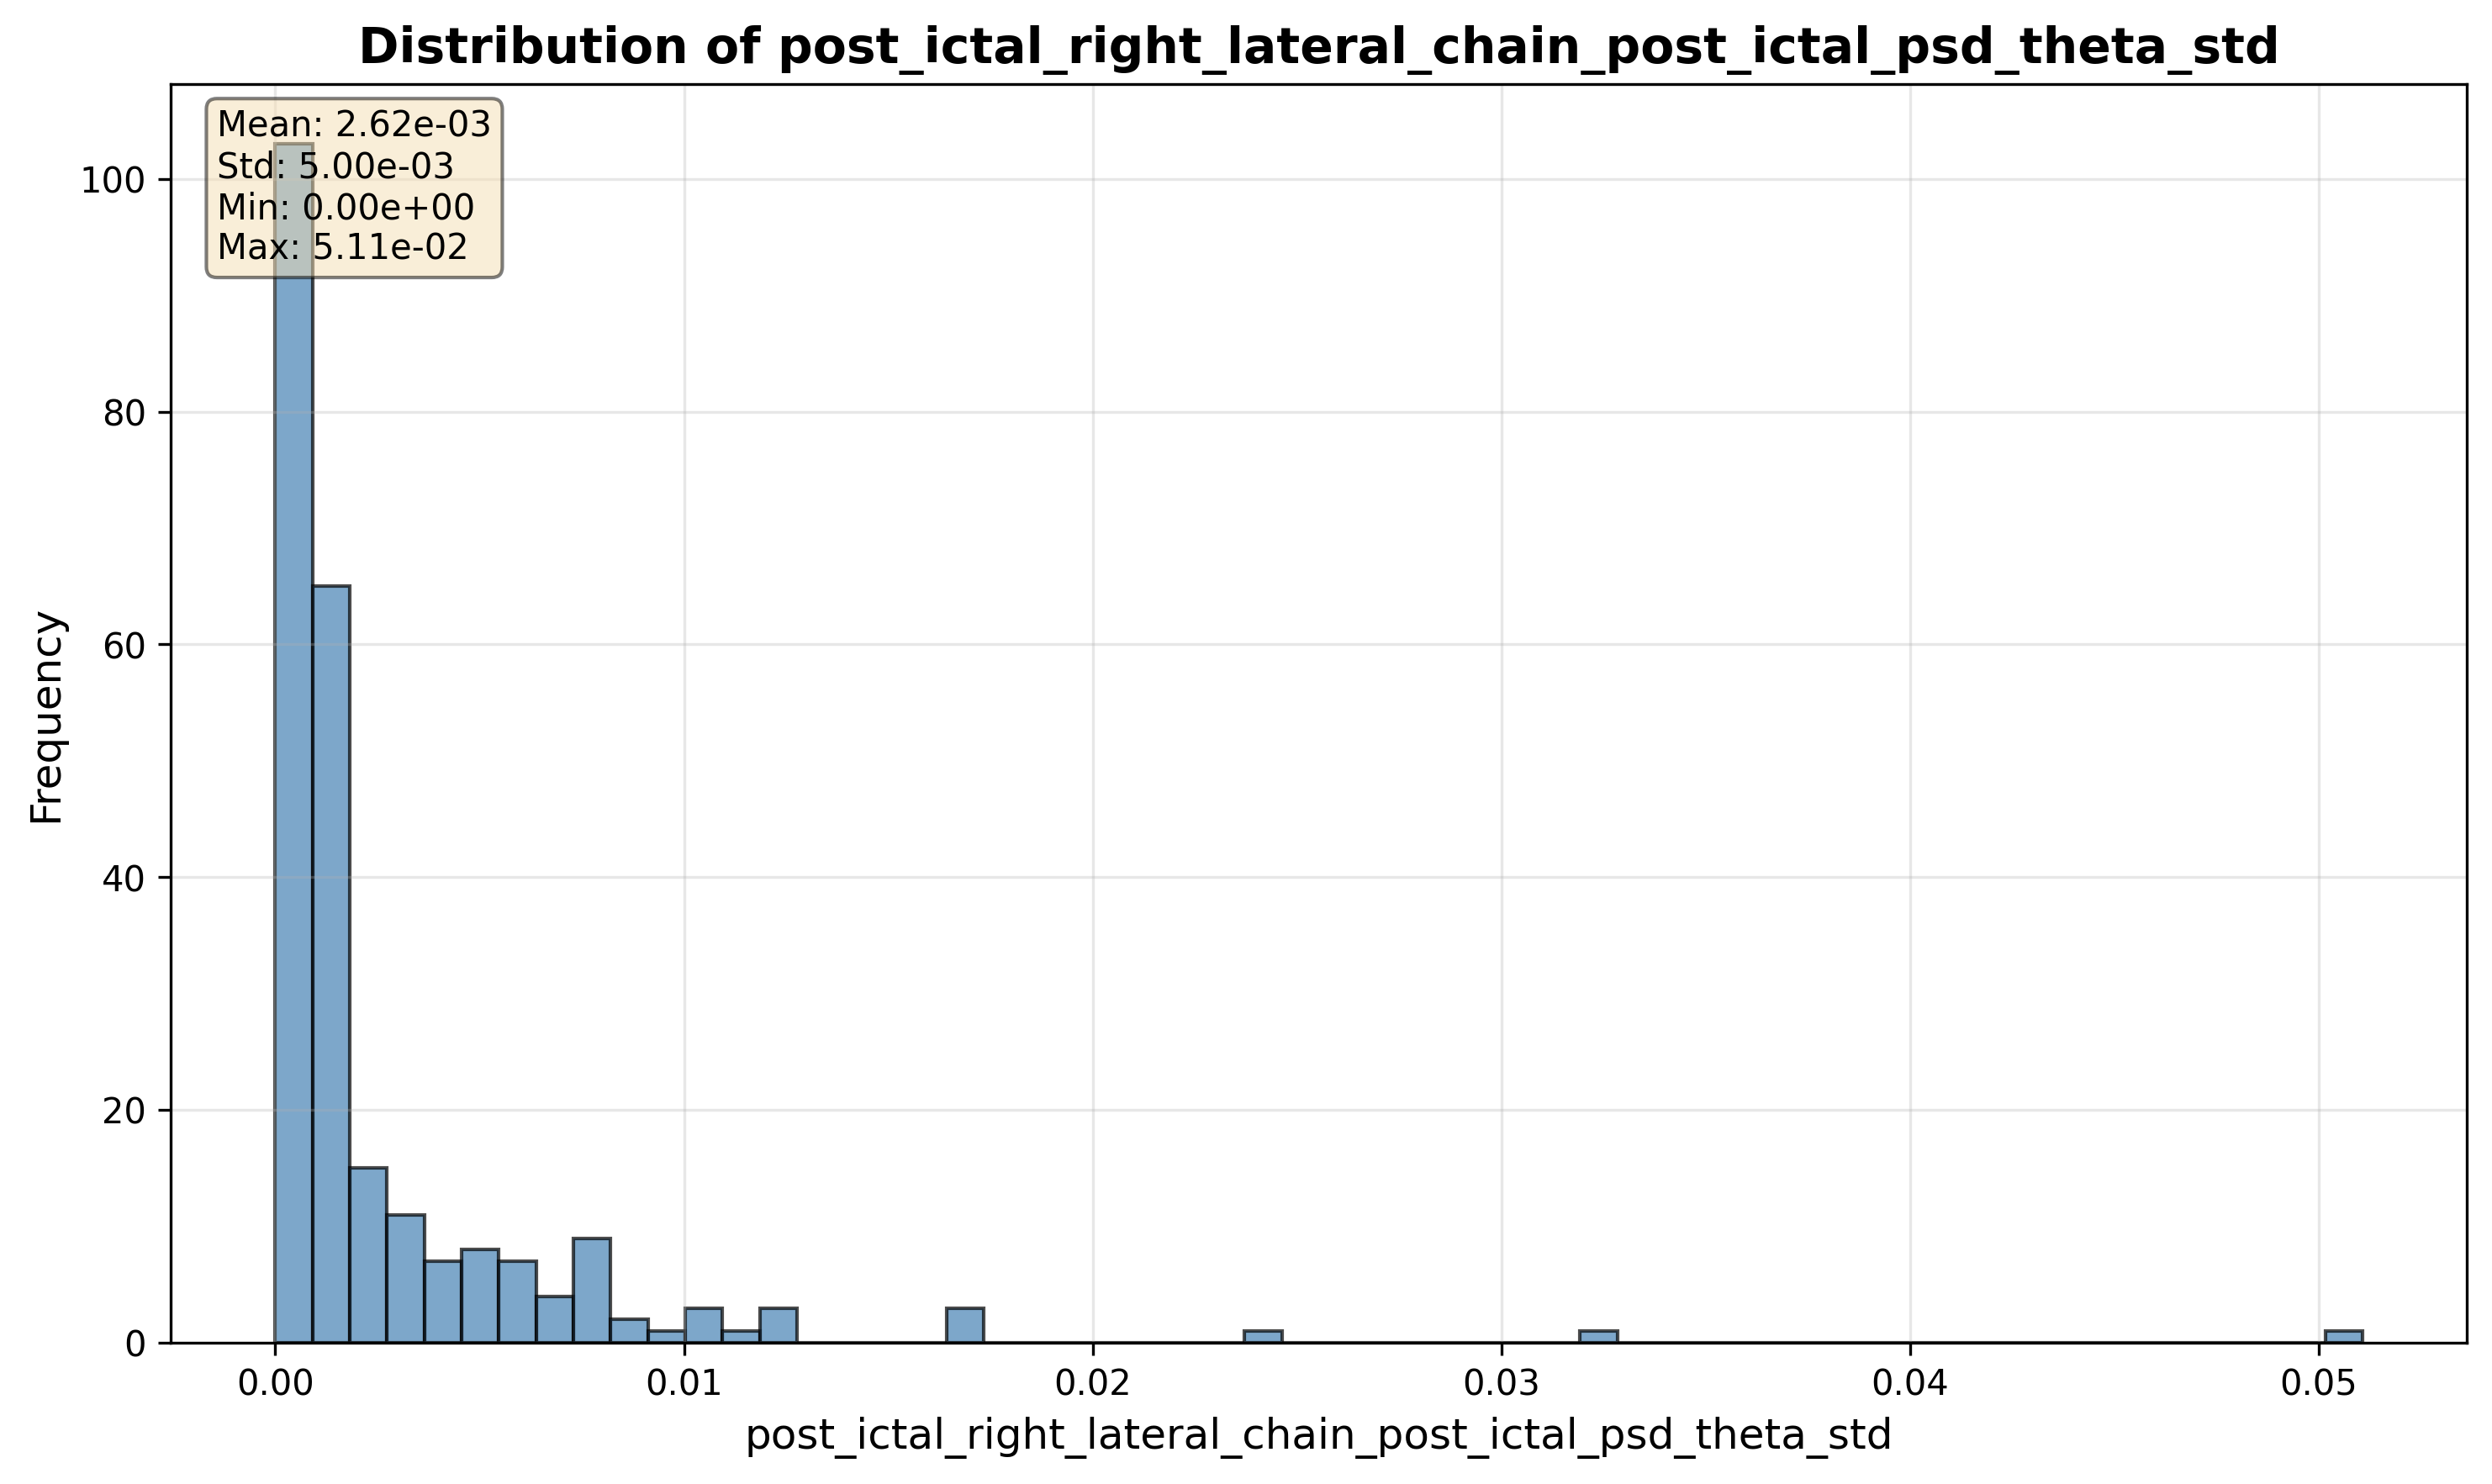 Distribution of post_ictal_right_lateral_chain_post_ictal_psd_theta_std
Mean: 2.62e-03
Std: 5.00e-03
Min: 0.00e+00
Max: 5.11e-02
100
80
60
40
20
0
Frequency
0.00 0.01 0.02 0.03 0.04 0.05
post_ictal_right_lateral_chain_post_ictal_psd_theta_std